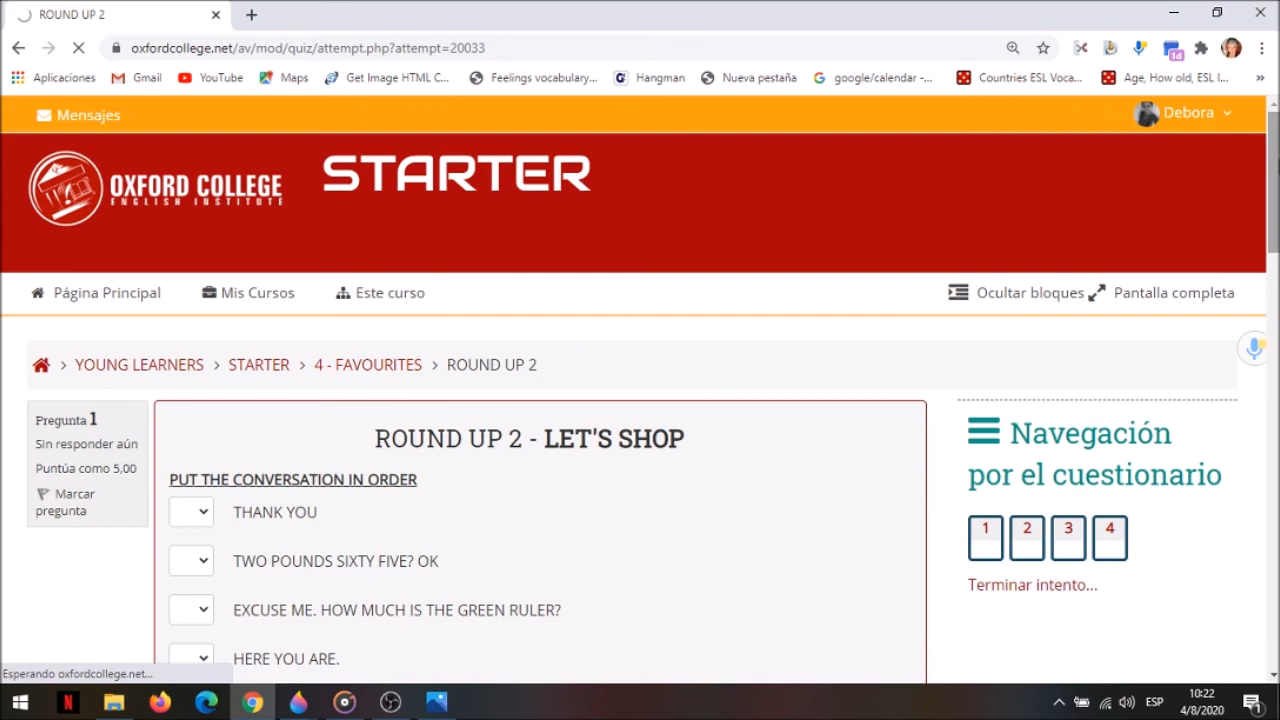 ROUND UP 2
oxfordcollege.net/av/mod/quiz/attempt.php?attempt=20033
1d
Aplicaciones Gmail YouTube Maps Get Image HTML C... Feelings vocabulary... Hangman Nueva pestaña google/calendar -... Countries ESL Voca... Age, How old, ESL I... »
Mensajes Debora
OXFORD COLLEGE
ENGLISH INSTITUTE
STARTER
Página Principal Mis Cursos Este curso Ocultar bloques Pantalla completa
YOUNG LEARNERS > STARTER > 4 - FAVOURITES > ROUND UP 2
Pregunta 1
Sin responder aún
Puntúa como 5,00
Marcar
pregunta
ROUND UP 2 - LET'S SHOP
PUT THE CONVERSATION IN ORDER
THANK YOU
TWO POUNDS SIXTY FIVE? OK
EXCUSE ME. HOW MUCH IS THE GREEN RULER?
HERE YOU ARE.
Navegación
por el cuestionario
1 2 3 4
Terminar intento...
Esperando oxfordcollege.net...
ESP
10:22
4/8/2020
1